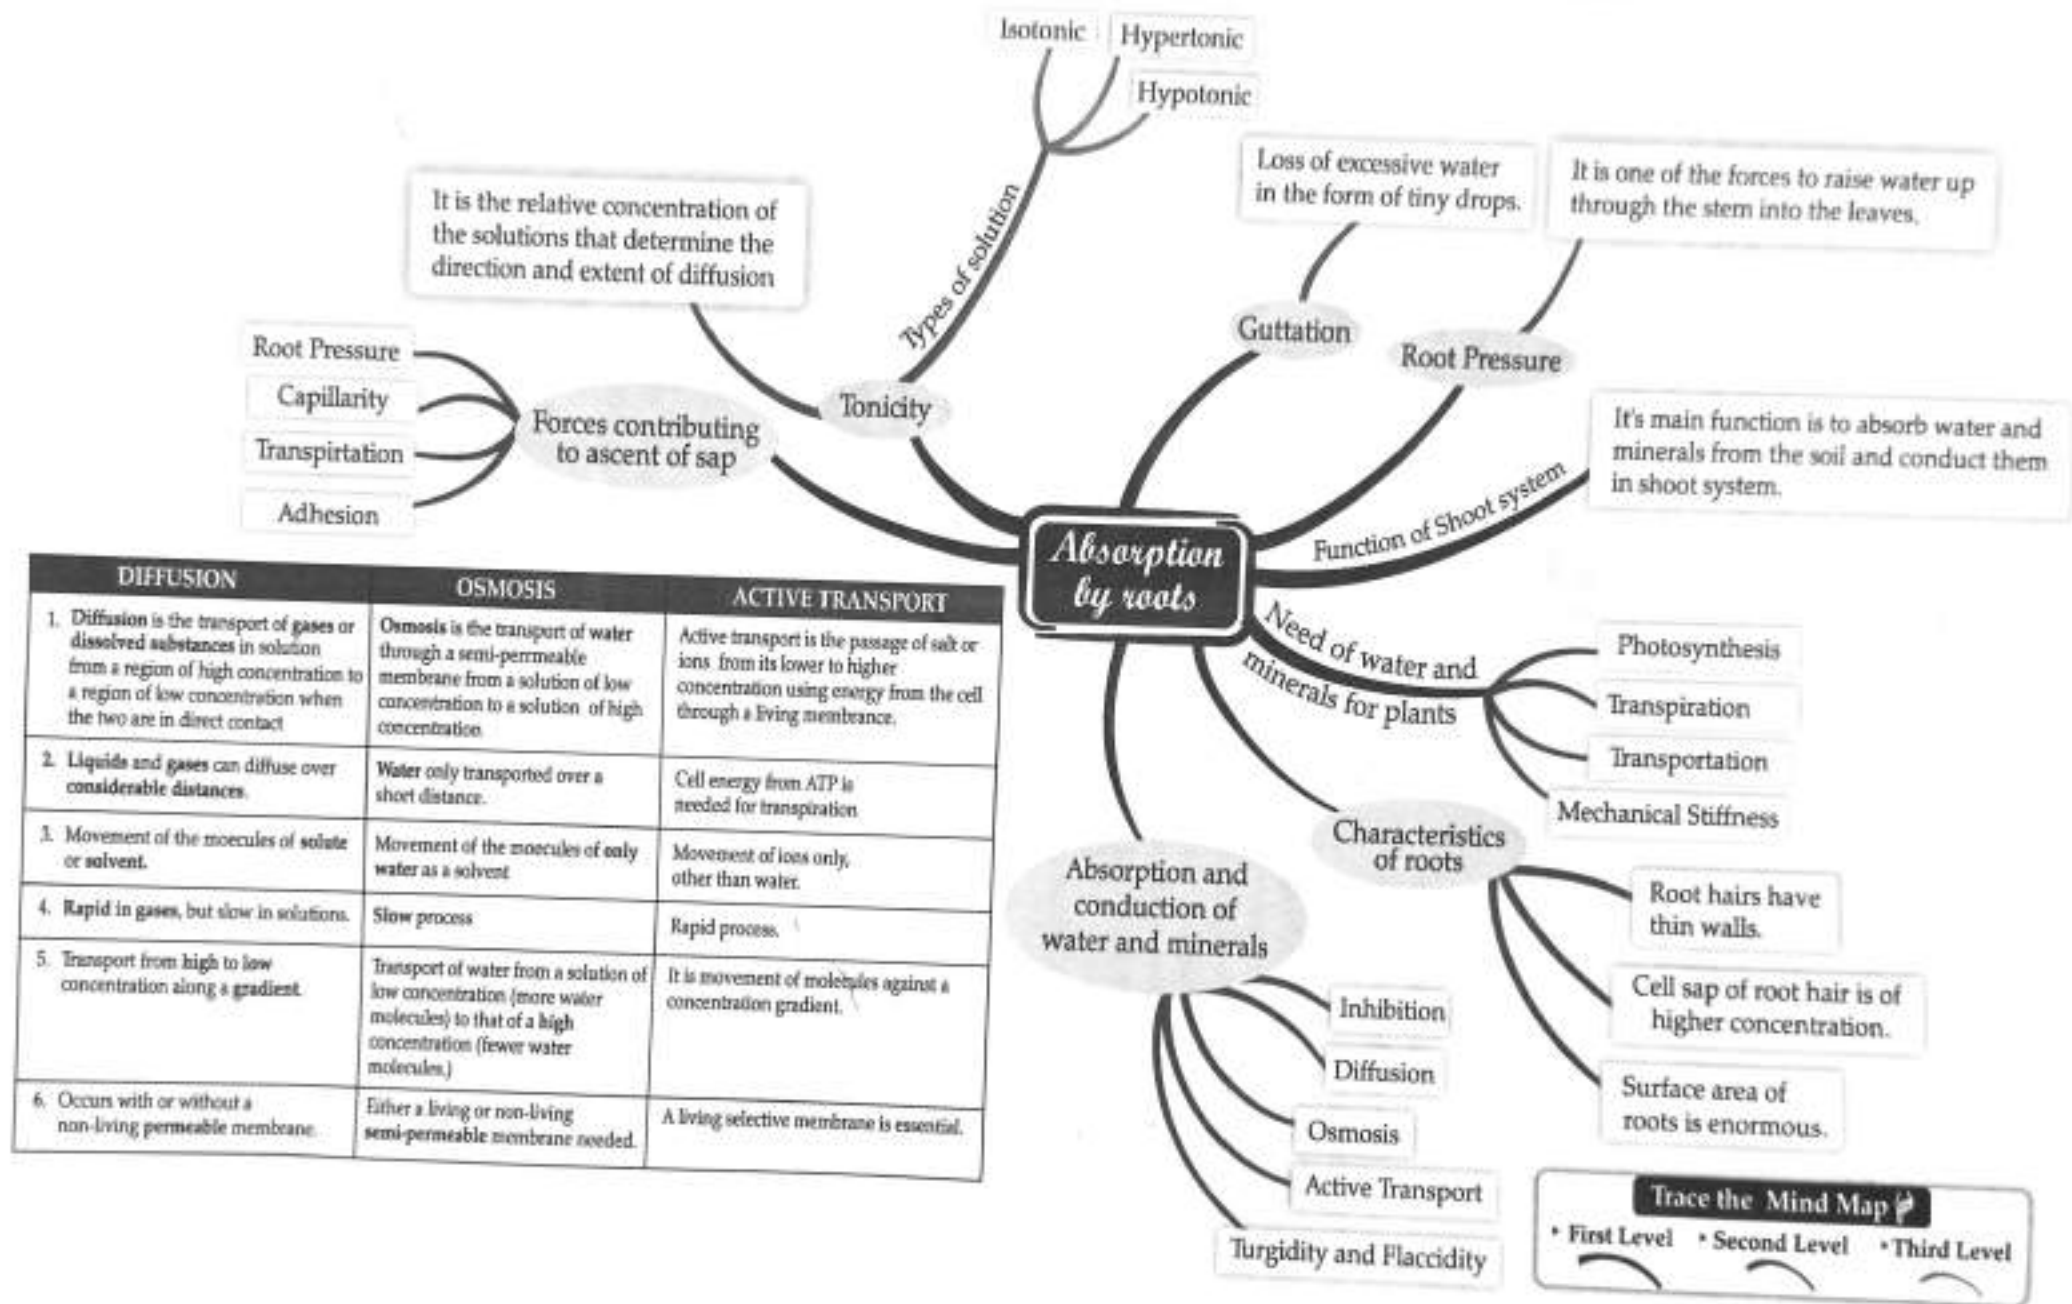 Isotonic
Hypertonic
Hypotonic
Types of solution
It is the relative concentration of
the solutions that determine the
direction and extent of diffusion
Tonicity
Root Pressure
Capillarity
Transpirtation
Adhesion
Forces contributing
to ascent of sap
Loss of excessive water
in the form of tiny drops.
Guttation
It is one of the forces to raise water up
through the stem into the leaves.
Root Pressure
It's main function is to absorb water and
minerals from the soil and conduct them
in shoot system.
Function of Shoot system
Absorption
by roots
Need of water and
minerals for plants
Photosynthesis
Transpiration
Transportation
Mechanical Stiffness
Characteristics
of roots
Root hairs have
thin walls.
Cell sap of root hair is of
higher concentration.
Surface area of
roots is enormous.
Absorption and
conduction of
water and minerals
Inhibition
Diffusion
Osmosis
Active Transport
Turgidity and Flaccidity
DIFFUSION
OSMOSIS
ACTIVE TRANSPORT
1. Diffusion is the transport of gases or
dissolved substances in solution
from a region of high concentration to
a region of low concentration when
the two are in direct contact
Osmosis is the transport of water
through a semi-perrmeable
membrane from a solution of low
concentration to a solution of high
concentration.
Active transport is the passage of salt or
ions from its lower to higher
concentration using energy from the cell
through a living membrance.
2. Liquids and gases can diffuse over
considerable distances.
Water only transported over a
short distance.
Cell energy from ATP is
needed for transpiration
3. Movement of the moecules of solute
or solvent.
Movement of the moecules of only
water as a solvent
Movement of ions only,
other than water.
4. Rapid in gases, but slow in solutions.
Slow process
Rapid process.
5. Transport from high to low
concentration along a gradient.
Transport of water from a solution of
low concentration (more water
molecules) to that of a high
concentration (fewer water
molecules.)
It is movement of molecules against a
concentration gradient.
6. Occurs with or without a
non-living permeable membrane.
Either a living or non-living
semi-permeable membrane needed.
A living selective membrane is essential.
Trace the Mind Map
• First Level • Second Level • Third Level